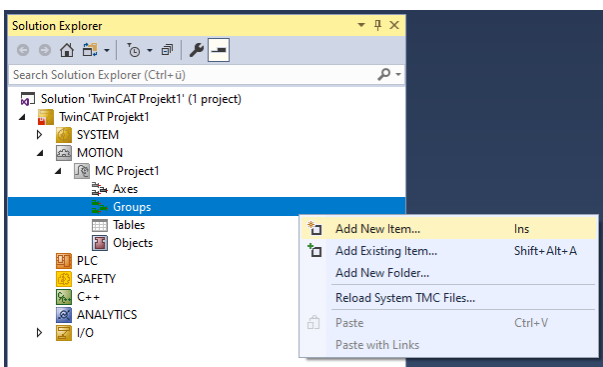 Solution Explorer
Search Solution Explorer (Ctrl+ü)
Solution 'TwinCAT Projekt1' (1 project)
TwinCAT Projekt1
SYSTEM
MOTION
MC Project1
Axes
Groups
Tables
Objects
PLC
SAFETY
C++
ANALYTICS
I/O
Add New Item... Ins
Add Existing Item... Shift+Alt+A
Add New Folder...
Reload System TMC Files...
Paste Ctrl+V
Paste with Links